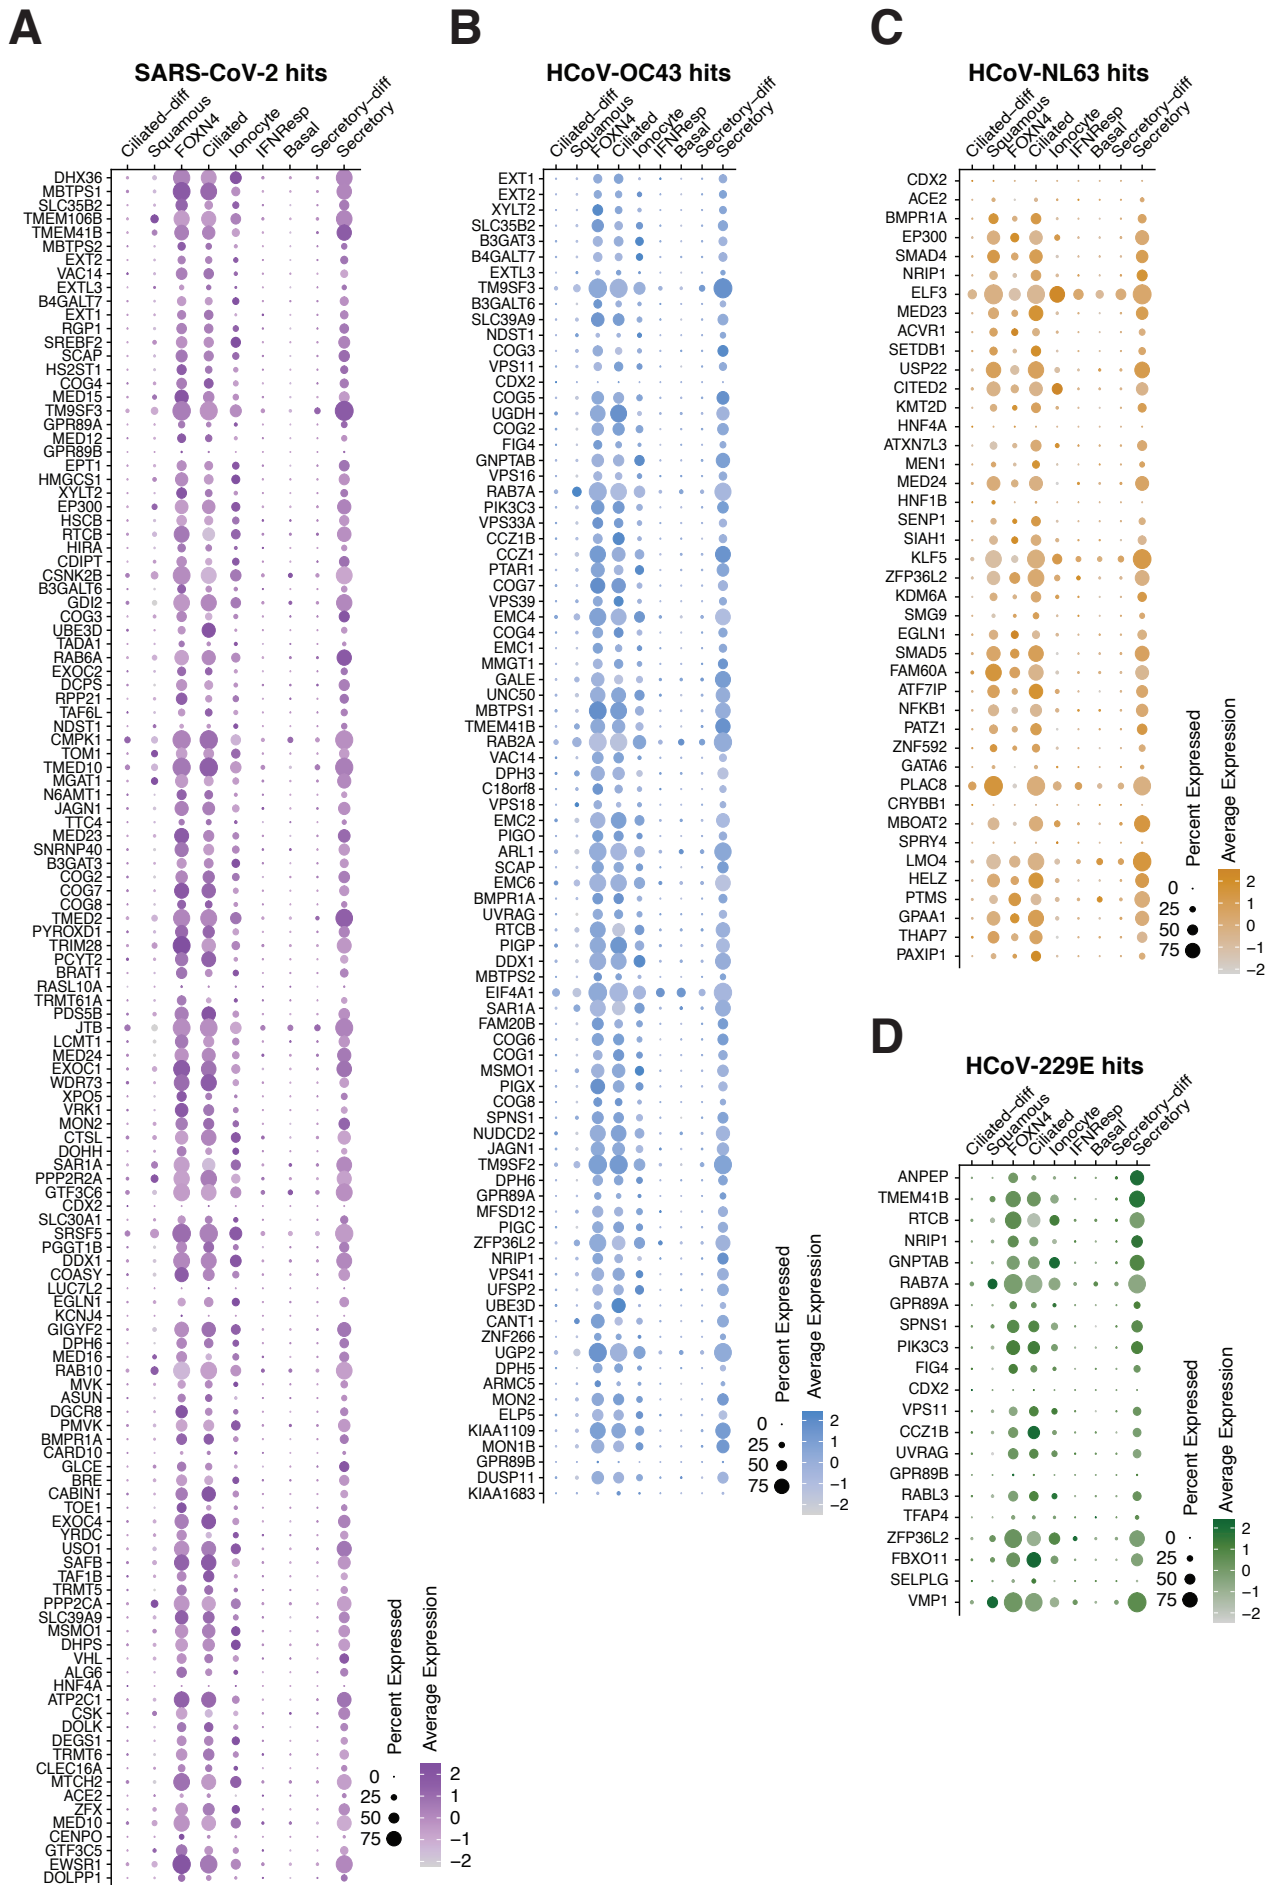 A
SARS-CoV-2 hits
Ciliated−diff
Squamous
FOXN4
Ciliated
Ionocyte
IFNResp
Basal
Secretory−diff
Secretory
DHX36
MBTPS1
SLC35B2
TMEM106B
TMEM41B
MBTPS2
EXT2
VAC14
EXTL3
B4GALT7
EXT1
RGP1
SREBF2
SCAP
HS2ST1
COG4
MED15
TM9SF3
GPR89A
MED12
GPR89B
EPT1
HMGCS1
XYLT2
EP300
HSCB
RTCB
HIRA
CDIPT
CSNK2B
B3GALT6
GDI2
COG3
UBE3D
TADA1
RAB6A
EXOC2
DCPS
RPP21
TAF6L
NDST1
CMPK1
TOM1
TMED10
MGAT1
N6AMT1
JAGN1
TTC4
MED23
SNRNP40
B3GAT3
COG2
COG7
COG8
TMED2
PYROXD1
TRIM28
PCYT2
BRAT1
RASL10A
TRMT61A
PDS5B
JTB
LCMT1
MED24
EXOC1
WDR73
XPO5
VRK1
MON2
CTSL
DOHH
SAR1A
PPP2R2A
GTF3C6
CDX2
SLC30A1
SRSF5
PGGT1B
DDX1
COASY
LUC7L2
EGLN1
KCNJ4
GIGYF2
DPH6
MED16
RAB10
MVK
ASUN
DGCR8
PMVK
BMPR1A
CARD10
GLCE
BRE
CABIN1
TOE1
EXOC4
YRDC
USO1
SAFB
TAF1B
TRMT5
PPP2CA
SLC39A9
MSMO1
DHPS
VHL
ALG6
HNF4A
ATP2C1
CSK
DOLK
DEGS1
TRMT6
CLEC16A
MTCH2
ACE2
ZFX
MED10
CENPO
GTF3C5
EWSR1
DOLPP1
Percent Expressed
0
25
50
75
Average Expression
2
1
0
−1
−2
B
HCoV-OC43 hits
Ciliated−diff
Squamous
FOXN4
Ciliated
Ionocyte
IFNResp
Basal
Secretory−diff
Secretory
EXT1
EXT2
XYLT2
SLC35B2
B3GAT3
B4GALT7
EXTL3
TM9SF3
B3GALT6
SLC39A9
NDST1
COG3
VPS11
CDX2
COG5
UGDH
COG2
FIG4
GNPTAB
VPS16
RAB7A
PIK3C3
VPS33A
CCZ1B
CCZ1
PTAR1
COG7
VPS39
EMC4
COG4
EMC1
MMGT1
GALE
UNC50
MBTPS1
TMEM41B
RAB2A
VAC14
DPH3
C18orf8
VPS18
EMC2
PIGO
ARL1
SCAP
EMC6
BMPR1A
UVRAG
RTCB
PIGP
DDX1
MBTPS2
EIF4A1
SAR1A
FAM20B
COG6
COG1
MSMO1
PIGX
COG8
SPNS1
NUDCD2
JAGN1
TM9SF2
DPH6
GPR89A
MFSD12
PIGC
ZFP36L2
NRIP1
VPS41
UFSP2
UBE3D
CANT1
ZNF266
UGP2
DPH5
ARMC5
MON2
ELP5
KIAA1109
MON1B
GPR89B
DUSP11
KIAA1683
Percent Expressed
0
25
50
75
Average Expression
2
1
0
−1
−2
C
HCoV-NL63 hits
Ciliated−diff
Squamous
FOXN4
Ciliated
Ionocyte
IFNResp
Basal
Secretory−diff
Secretory
CDX2
ACE2
BMPR1A
EP300
SMAD4
NRIP1
ELF3
MED23
ACVR1
SETDB1
USP22
CITED2
KMT2D
HNF4A
ATXN7L3
MEN1
MED24
HNF1B
SENP1
SIAH1
KLF5
ZFP36L2
KDM6A
SMG9
EGLN1
SMAD5
FAM60A
ATF7IP
NFKB1
PATZ1
ZNF592
GATA6
PLAC8
CRYBB1
MBOAT2
SPRY4
LMO4
HELZ
PTMS
GPAA1
THAP7
PAXIP1
Percent Expressed
0
25
50
75
Average Expression
2
1
0
−1
−2
D
HCoV-229E hits
Ciliated−diff
Squamous
FOXN4
Ciliated
Ionocyte
IFNResp
Basal
Secretory−diff
Secretory
ANPEP
TMEM41B
RTCB
NRIP1
GNPTAB
RAB7A
GPR89A
SPNS1
PIK3C3
FIG4
CDX2
VPS11
CCZ1B
UVRAG
GPR89B
RABL3
TFAP4
ZFP36L2
FBXO11
SELPLG
VMP1
Percent Expressed
0
25
50
75
Average Expression
2
1
0
−1
−2